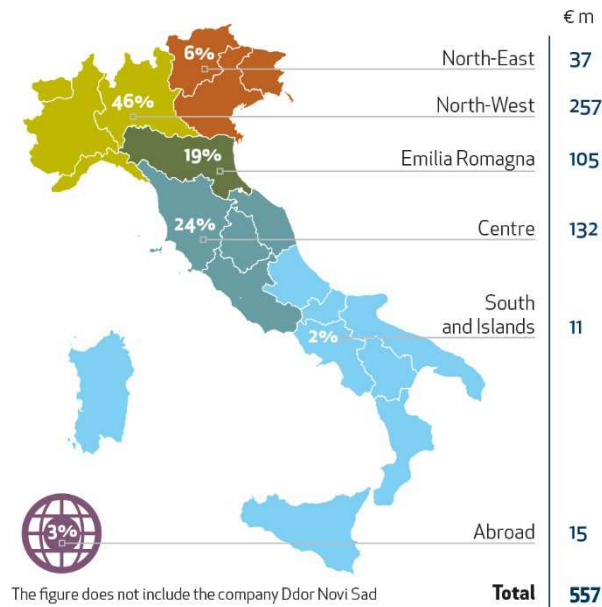 € m
6%
North-East
37
46%
North-West
257
19%
Emilia Romagna
105
24%
Centre
132
South
and Islands
2%
11
3%
Abroad
15
The figure does not include the company Ddor Novi Sad
Total
557